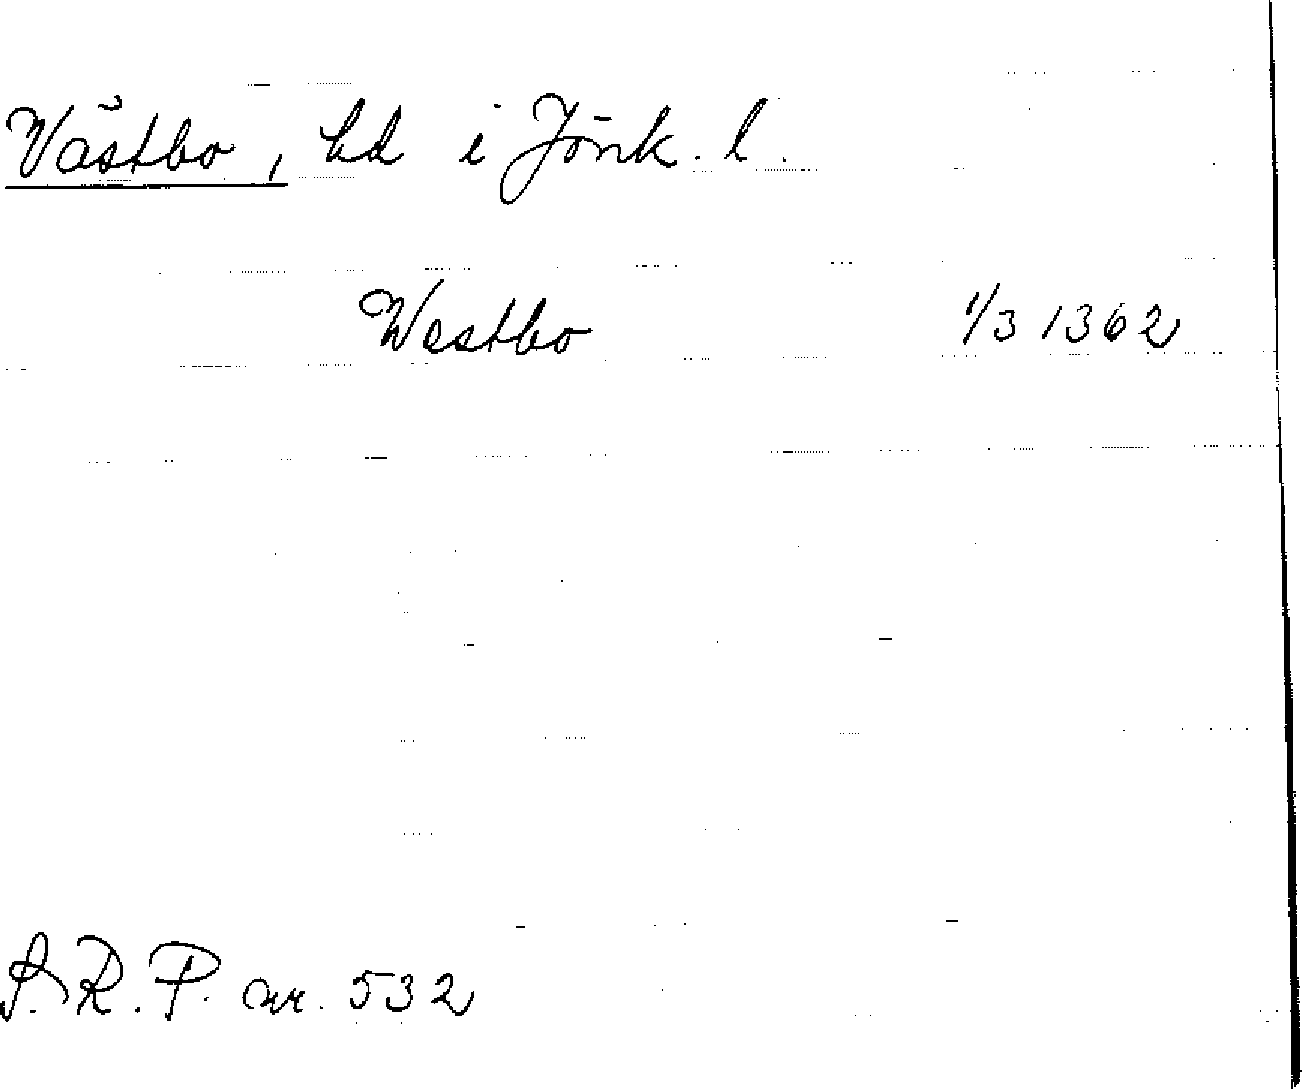 Västbo, hd i Jönk. l.
Westbo 1/3 1362
S.R.P. nr. 532